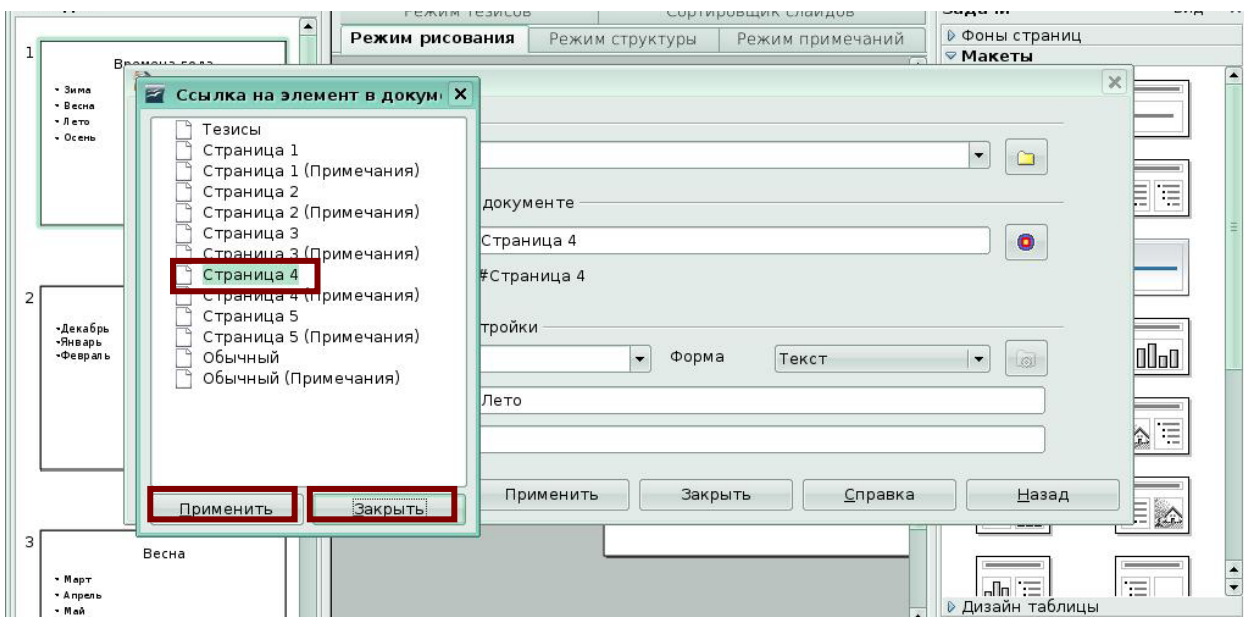 Режим тезисов
Сортировщик слайдов
Режим рисования
Режим структуры
Режим примечаний
Задачи
Вид
Фоны страниц
Макеты
1
Времена года
Зима
Весна
Лето
Осень
2
Декабрь
Январь
Февраль
3
Весна
Март
Апрель
Май
Ссылка на элемент в докум
Тезисы
Страница 1
Страница 1 (Примечания)
Страница 2
Страница 2 (Примечания)
Страница 3
Страница 3 (Примечания)
Страница 4
Страница 4 (Примечания)
Страница 5
Страница 5 (Примечания)
Обычный
Обычный (Примечания)
Применить
Закрыть
документе
Страница 4
#Страница 4
тройки
Форма
Текст
Лето
Применить
Закрыть
Справка
Назад
Дизайн таблицы